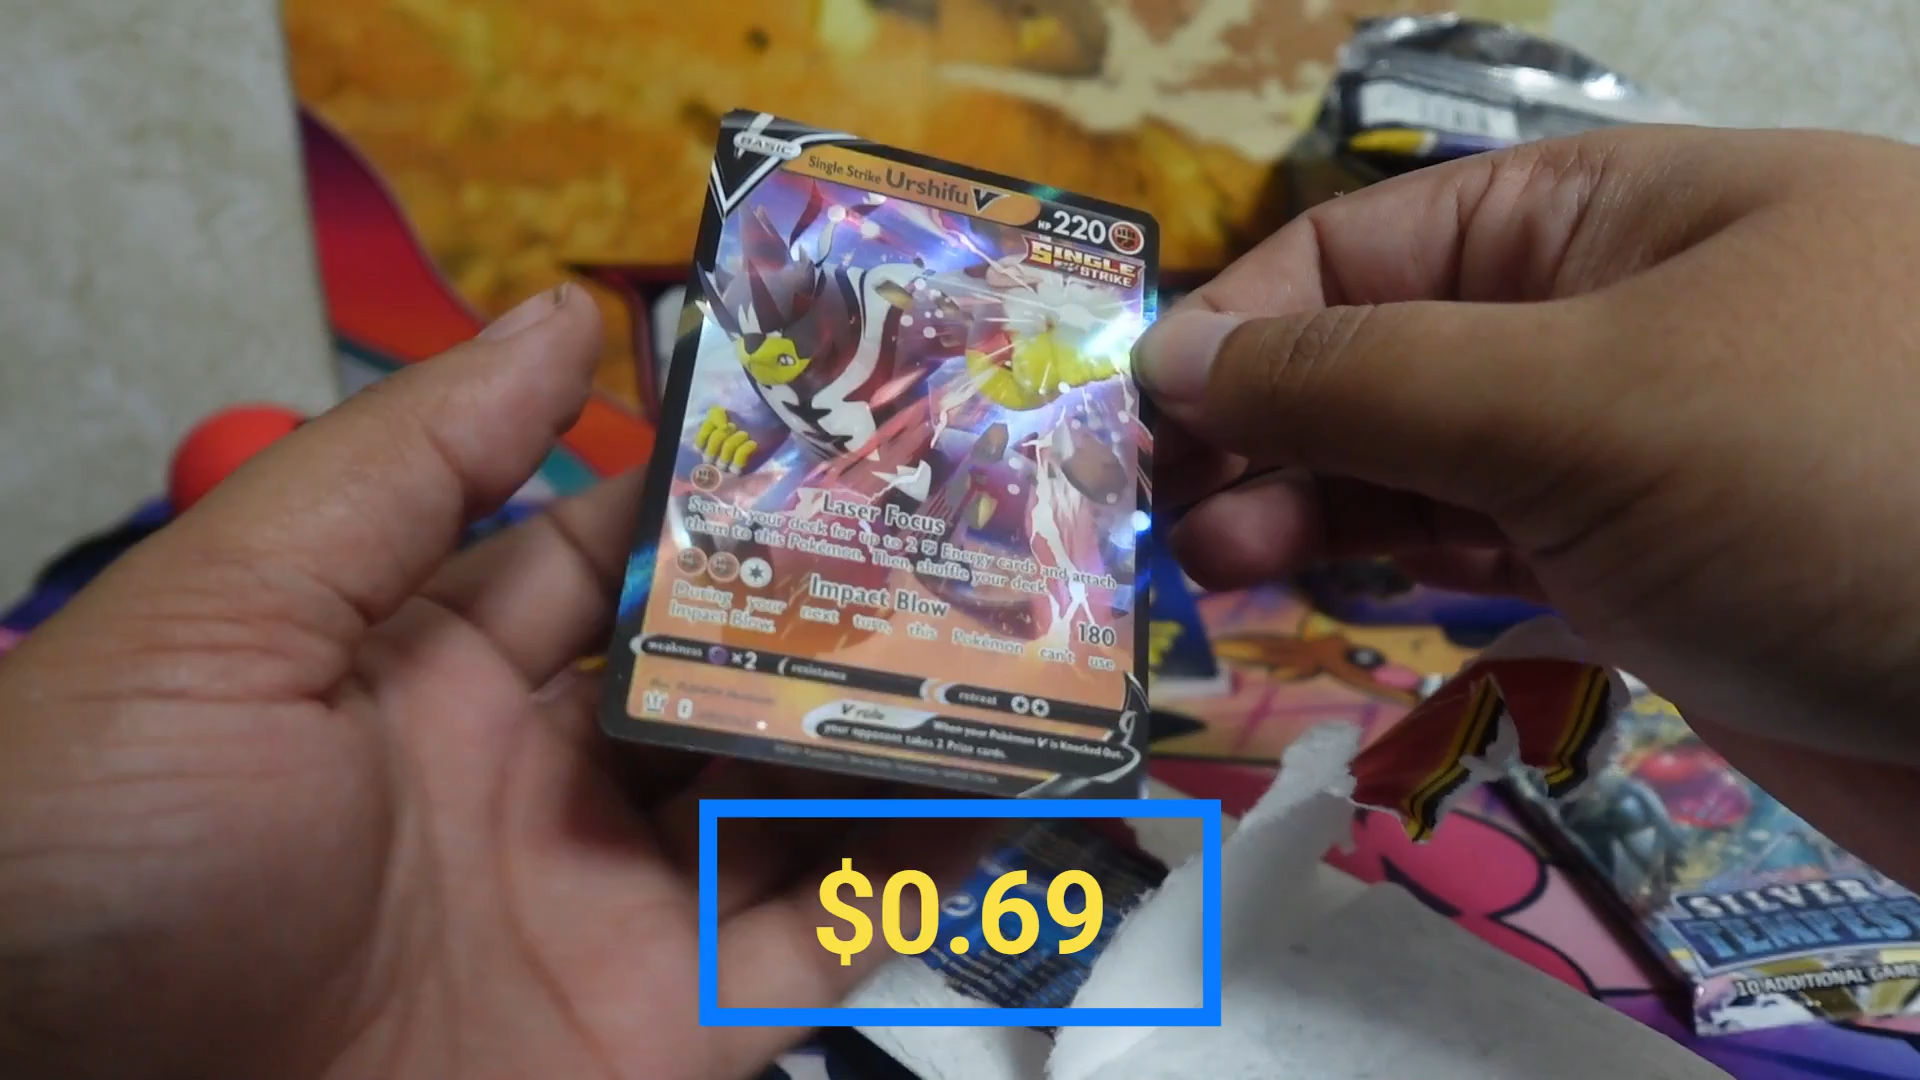 BASIC
Single Strike Urshifu V
HP 220
SINGLE
STRIKE
Laser Focus
Search your deck for up to 2 Energy cards and attach
them to this Pokémon. Then, shuffle your deck.
Impact Blow 180
During your next turn, this Pokémon can't use
Impact Blow.
weakness ×2 resistance retreat
V rule
When your Pokémon V is Knocked Out,
your opponent takes 2 Prize cards.
$0.69
SILVER
TEMPEST
10 ADDITIONAL GAME